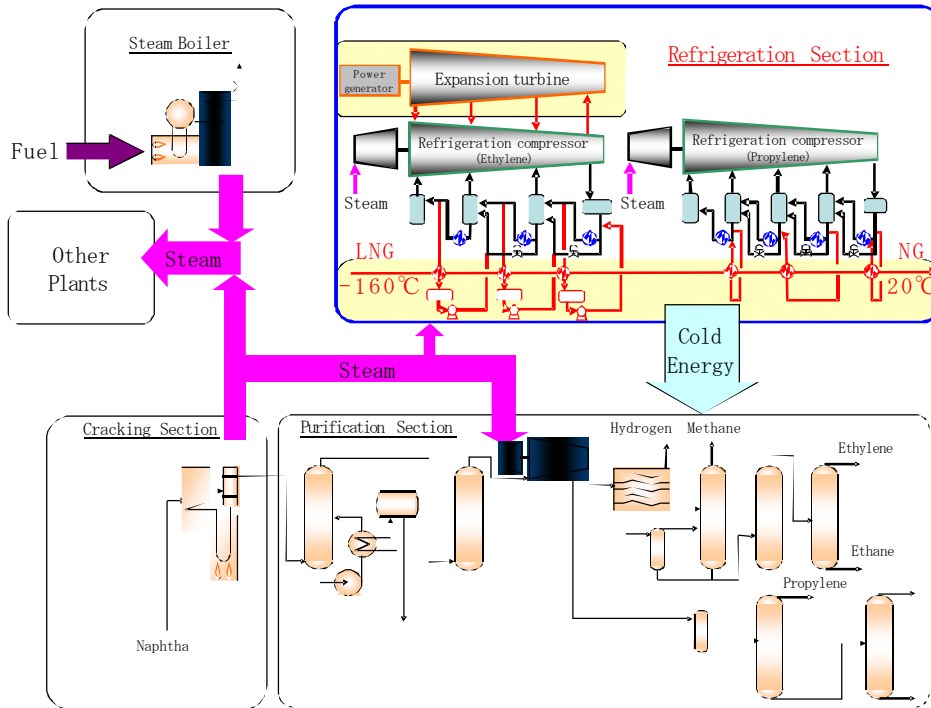 Steam Boiler
Fuel
Other
Plants
Steam
Refrigeration Section
Power
generator
Expansion turbine
Refrigeration compressor
(Ethylene)
Refrigeration compressor
(Propylene)
Steam
Steam
LNG
-160℃
NG
20℃
Cold
Energy
Steam
Cracking Section
Naphtha
Purification Section
Hydrogen
Methane
Ethylene
Ethane
Propylene